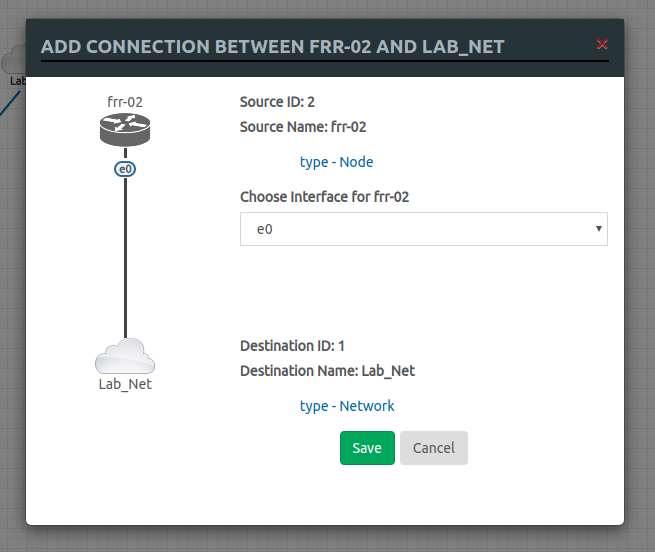 ADD CONNECTION BETWEEN FRR-02 AND LAB_NET
Lab
frr-02
e0
Lab_Net
Source ID: 2
Source Name: frr-02
type - Node
Choose Interface for frr-02
e0
Destination ID: 1
Destination Name: Lab_Net
type - Network
Save
Cancel